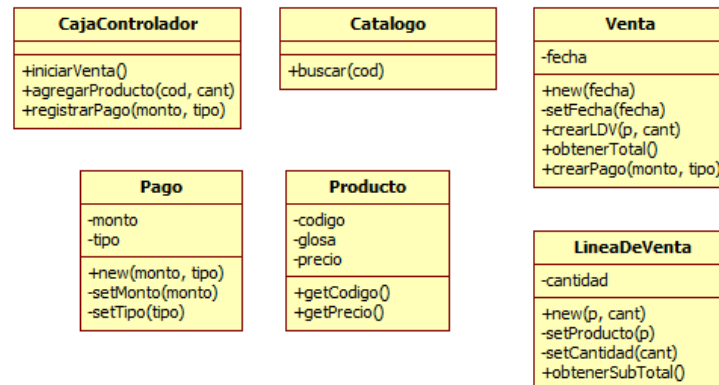 CajaControlador
+iniciarVenta()
+agregarProducto(cod, cant)
+registrarPago(monto, tipo)
Catalogo
+buscar(cod)
Venta
-fecha
+new(fecha)
-setFecha(fecha)
+crearLDV(p, cant)
+obtenerTotal()
+crearPago(monto, tipo)
Pago
-monto
-tipo
+new(monto, tipo)
-setMonto(monto)
-setTipo(tipo)
Producto
-codigo
-glosa
-precio
+getCodigo()
+getPrecio()
LineaDeVenta
-cantidad
+new(p, cant)
-setProducto(p)
-setCantidad(cant)
+obtenerSubTotal()